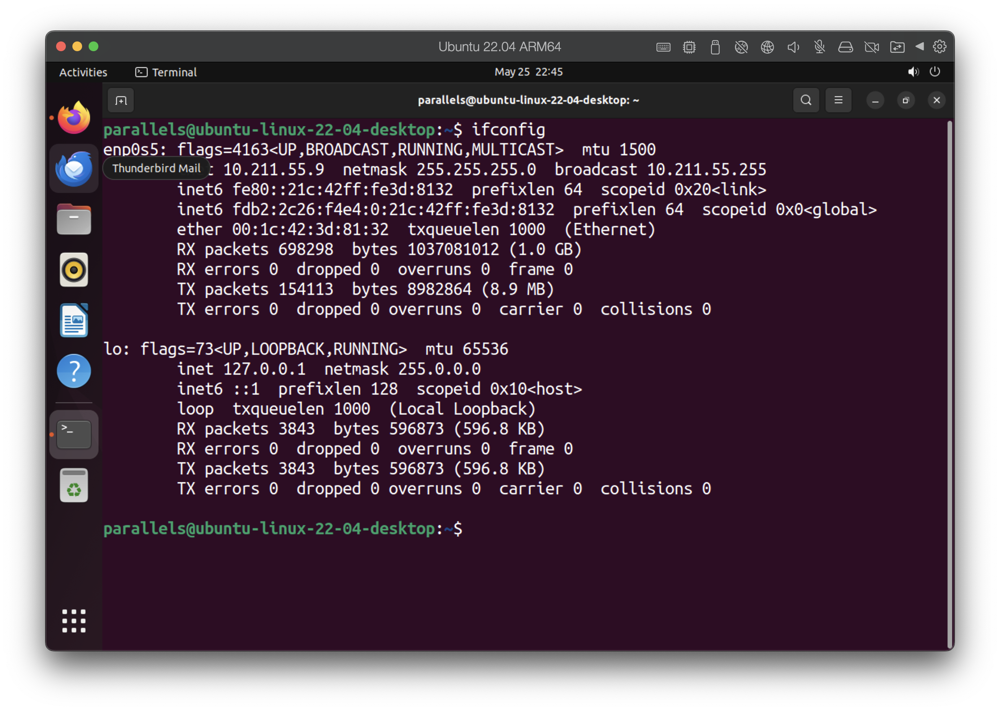 Ubuntu 22.04 ARM64
Activities Terminal May 25 22:45
parallels@ubuntu-linux-22-04-desktop: ~
parallels@ubuntu-linux-22-04-desktop:~$ ifconfig
enp0s5: flags=4163<UP,BROADCAST,RUNNING,MULTICAST>  mtu 1500
Thunderbird Mail
10.211.55.9  netmask 255.255.255.0  broadcast 10.211.55.255
inet6 fe80::21c:42ff:fe3d:8132  prefixlen 64  scopeid 0x20<link>
inet6 fdb2:2c26:f4e4:0:21c:42ff:fe3d:8132  prefixlen 64  scopeid 0x0<global>
ether 00:1c:42:3d:81:32  txqueuelen 1000  (Ethernet)
RX packets 698298  bytes 1037081012 (1.0 GB)
RX errors 0  dropped 0  overruns 0  frame 0
TX packets 154113  bytes 8982864 (8.9 MB)
TX errors 0  dropped 0 overruns 0  carrier 0  collisions 0
lo: flags=73<UP,LOOPBACK,RUNNING>  mtu 65536
inet 127.0.0.1  netmask 255.0.0.0
inet6 ::1  prefixlen 128  scopeid 0x10<host>
loop  txqueuelen 1000  (Local Loopback)
RX packets 3843  bytes 596873 (596.8 KB)
RX errors 0  dropped 0  overruns 0  frame 0
TX packets 3843  bytes 596873 (596.8 KB)
TX errors 0  dropped 0 overruns 0  carrier 0  collisions 0
parallels@ubuntu-linux-22-04-desktop:~$